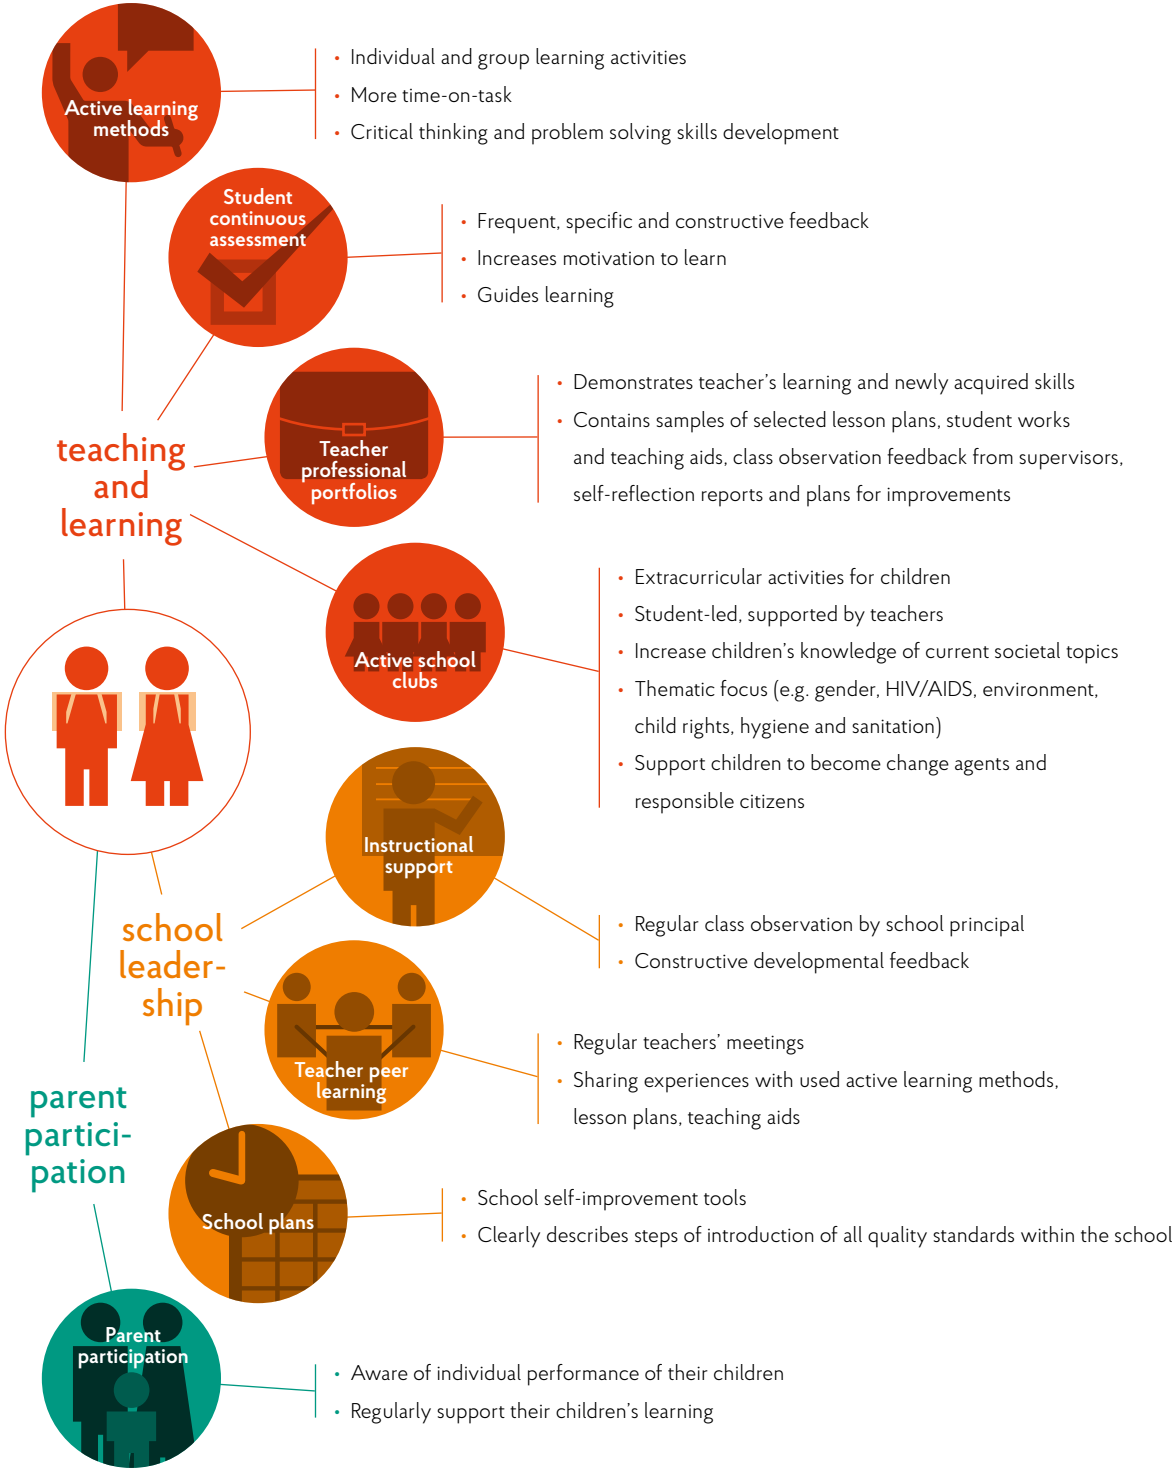 Active learning
methods
• Individual and group learning activities
• More time-on-task
• Critical thinking and problem solving skills development
Student
continuous
assessment
• Frequent, specific and constructive feedback
• Increases motivation to learn
• Guides learning
teaching
and
learning
Teacher
professional
portfolios
• Demonstrates teacher’s learning and newly acquired skills
• Contains samples of selected lesson plans, student works
and teaching aids, class observation feedback from supervisors,
self-reflection reports and plans for improvements
Active school
clubs
• Extracurricular activities for children
• Student-led, supported by teachers
• Increase children’s knowledge of current societal topics
• Thematic focus (e.g. gender, HIV/AIDS, environment,
child rights, hygiene and sanitation)
• Support children to become change agents and
responsible citizens
school
leader-
ship
Instructional
support
• Regular class observation by school principal
• Constructive developmental feedback
Teacher peer
learning
• Regular teachers’ meetings
• Sharing experiences with used active learning methods,
lesson plans, teaching aids
School plans
• School self-improvement tools
• Clearly describes steps of introduction of all quality standards within the school
parent
partici-
pation
Parent
participation
• Aware of individual performance of their children
• Regularly support their children’s learning